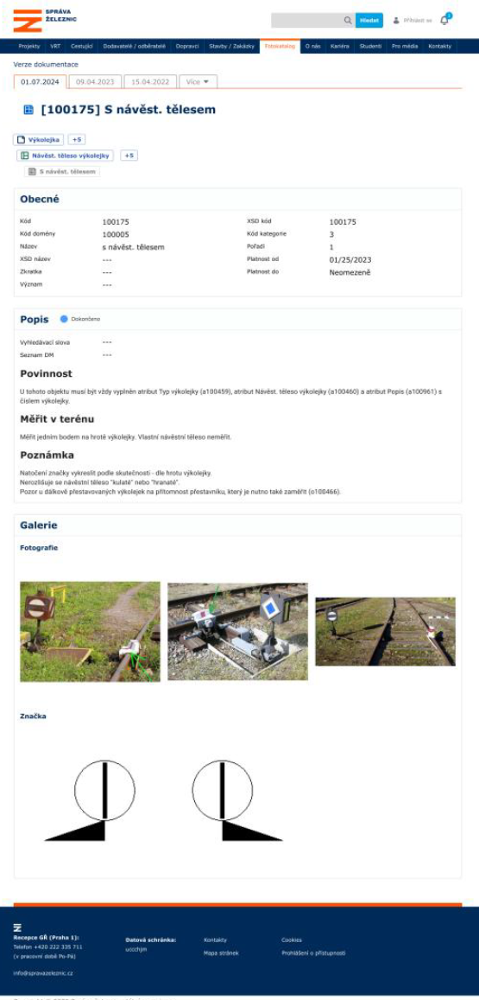 SPRÁVA
ŽELEZNIC
Hledat Přihlásit se
Projekty VRT Cestující Dodavatelé / odběratelé Dopravci Stavby / Zakázky Fotokatalog O nás Kariéra Studenti Pro média Kontakty
Verze dokumentace
01.07.2024 09.04.2023 15.04.2022 Více
[100175] S návěst. tělesem
Výkolejka +5
Návěst. těleso výkolejky +5
S návěst. tělesem
Obecné
Kód 100175 XSD kód 100175
Kód domény 100005 Kód kategorie 3
Název s návěst. tělesem Pořadí 1
XSD název --- Platnost od 01/25/2023
Zkratka --- Platnost do Neomezeně
Význam ---
Popis Dokončeno
Vyhledávací slova ---
Seznam DM ---
Povinnost
U tohoto objektu musí být vždy vyplněn atribut Typ výkolejky (a100459), atribut Návěst. těleso výkolejky (a100460) a atribut Popis (a100961) s
číslem výkolejky.
Měřit v terénu
Měřit jedním bodem na hrotě výkolejky. Vlastní návěstní těleso neměřit.
Poznámka
Natočení značky vykreslit podle skutečnosti - dle hrotu výkolejky.
Nerozlišuje se návěstní těleso "kulaté" nebo "hranaté".
Pozor u dálkově přestavovaných výkolejek na přítomnost přestavníku, který je nutno také zaměřit (o100466).
Galerie
Fotografie
Značka
Recepce GŘ (Praha 1):
Telefon +420 222 335 711
(v pracovní době Po-Pá)
info@spravazeleznic.cz
Datová schránka:
uccchjm
Kontakty
Mapa stránek
Cookies
Prohlášení o přístupnosti